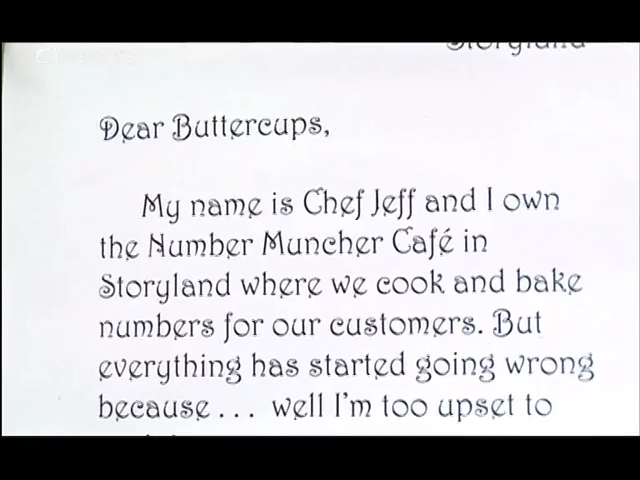 Storyland
Dear Buttercups,
My name is Chef Jeff and I own
the Number Muncher Café in
Storyland where we cook and bake
numbers for our customers. But
everything has started going wrong
because... well I'm too upset to